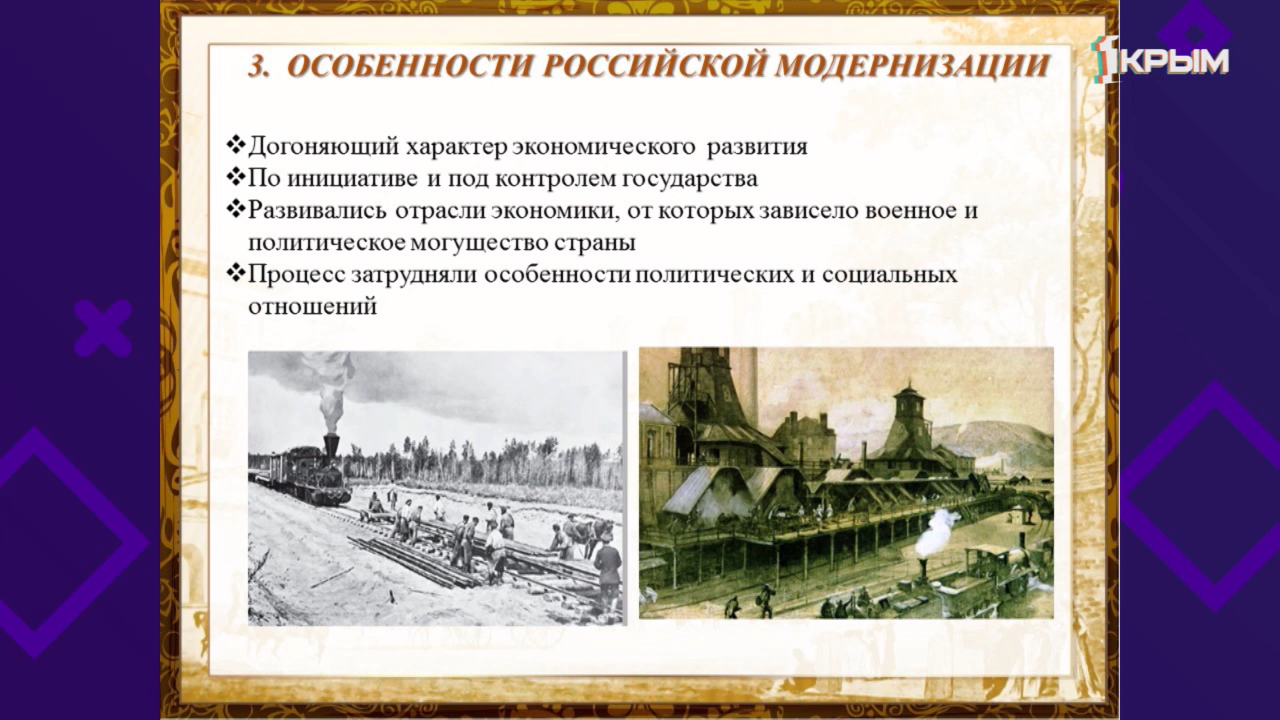 3. ОСОБЕННОСТИ РОССИЙСКОЙ МОДЕРНИЗАЦИИ
1КРЫМ
❖Догоняющий характер экономического развития
❖По инициативе и под контролем государства
❖Развивались отрасли экономики, от которых зависело военное и
политическое могущество страны
❖Процесс затрудняли особенности политических и социальных
отношений